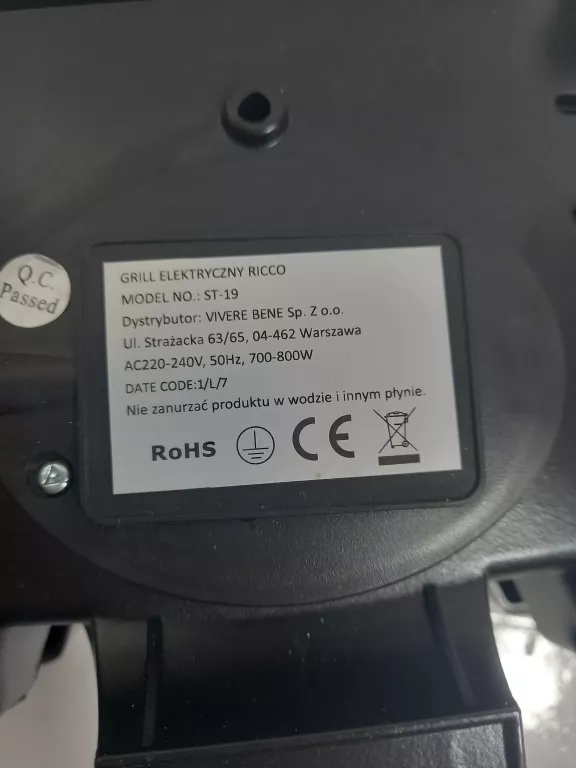 Q.C.
Passed
GRILL ELEKTRYCZNY RICCO
MODEL NO.: ST-19
Dystrybutor: VIVERE BENE Sp. Z o.o.
Ul. Strażacka 63/65, 04-462 Warszawa
AC220-240V, 50Hz, 700-800W
DATE CODE:1/L/7
Nie zanurzać produktu w wodzie i innym płynie.
RoHS CE